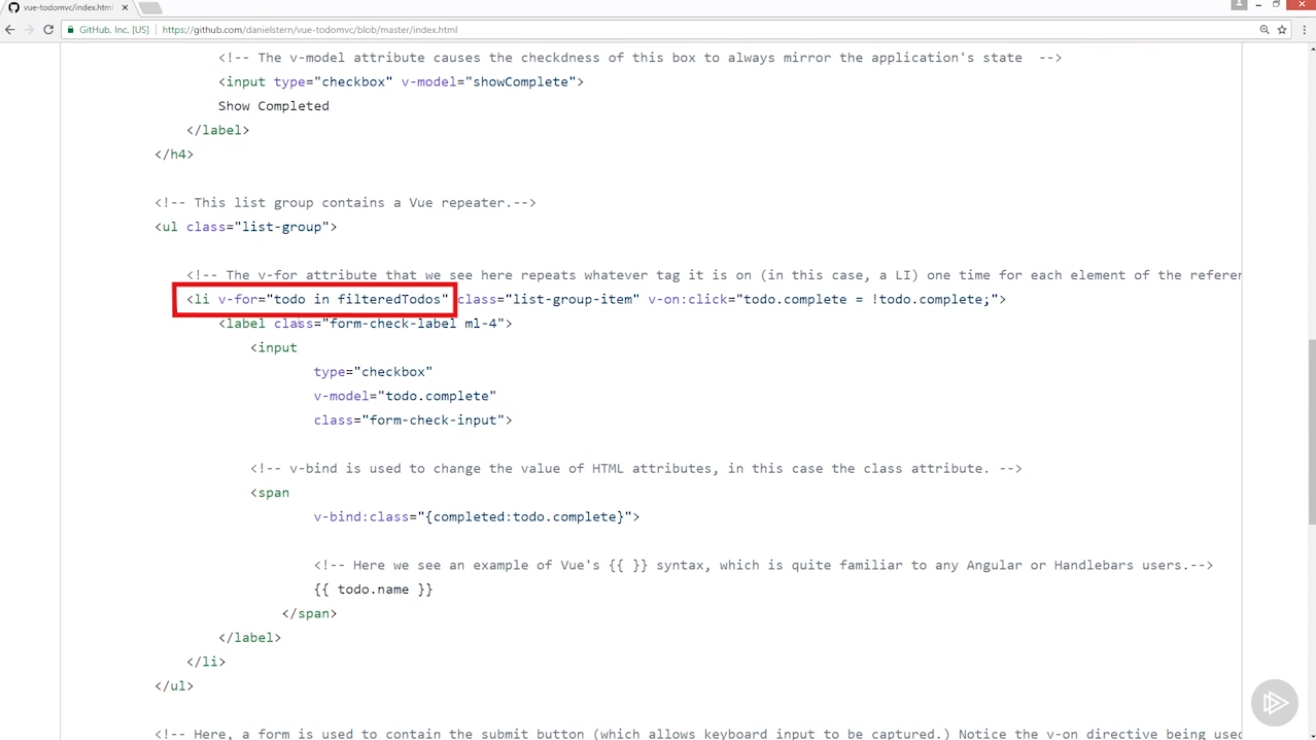 vue-todomvc/index.html
GitHub, Inc. [US] https://github.com/danielstern/vue-todomvc/blob/master/index.html
<!-- The v-model attribute causes the checkdness of this box to always mirror the application's state -->
<input type="checkbox" v-model="showComplete">
Show Completed
</label>
</h4>
<!-- This list group contains a Vue repeater.-->
<ul class="list-group">
<!-- The v-for attribute that we see here repeats whatever tag it is on (in this case, a LI) one time for each element of the referen
<li v-for="todo in filteredTodos" class="list-group-item" v-on:click="todo.complete = !todo.complete;">
<label class="form-check-label ml-4">
<input
type="checkbox"
v-model="todo.complete"
class="form-check-input">
<!-- v-bind is used to change the value of HTML attributes, in this case the class attribute. -->
<span
v-bind:class="{completed:todo.complete}">
<!-- Here we see an example of Vue's {{ }} syntax, which is quite familiar to any Angular or Handlebars users.-->
{{ todo.name }}
</span>
</label>
</li>
</ul>
<!-- Here, a form is used to contain the submit button (which allows keyboard input to be captured.) Notice the v-on directive being used